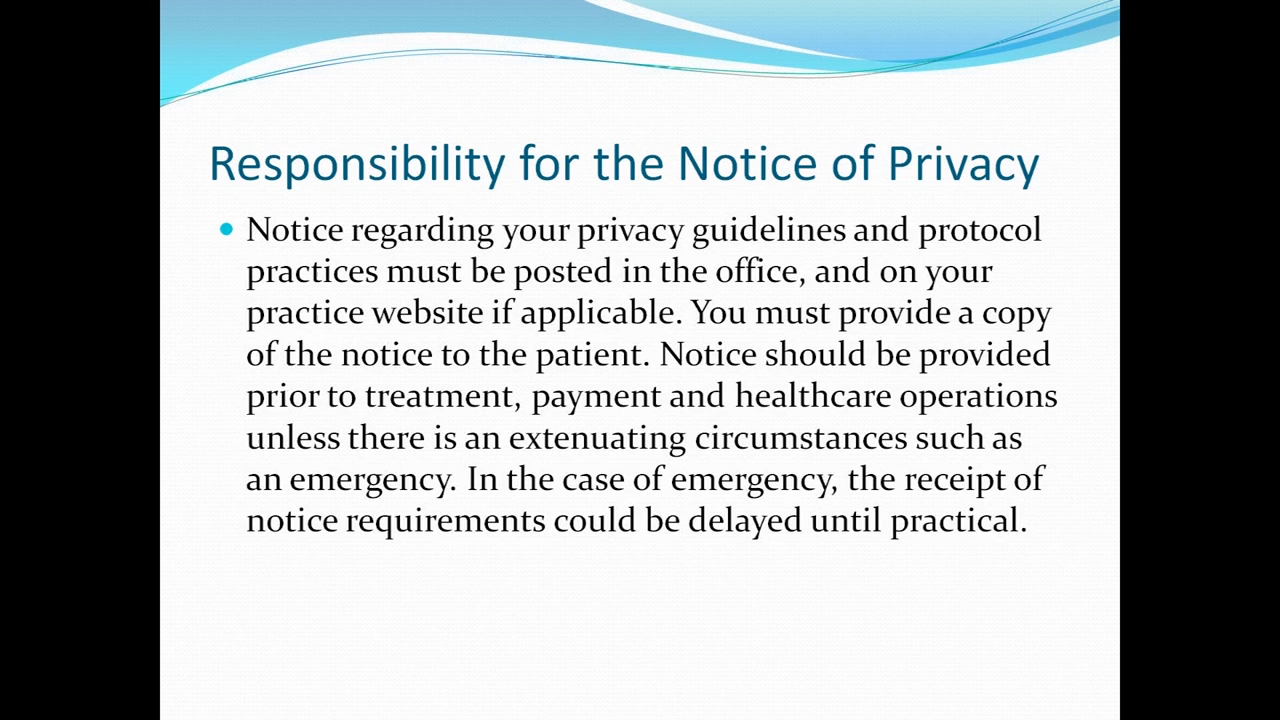 Responsibility for the Notice of Privacy
• Notice regarding your privacy guidelines and protocol
practices must be posted in the office, and on your
practice website if applicable. You must provide a copy
of the notice to the patient. Notice should be provided
prior to treatment, payment and healthcare operations
unless there is an extenuating circumstances such as
an emergency. In the case of emergency, the receipt of
notice requirements could be delayed until practical.